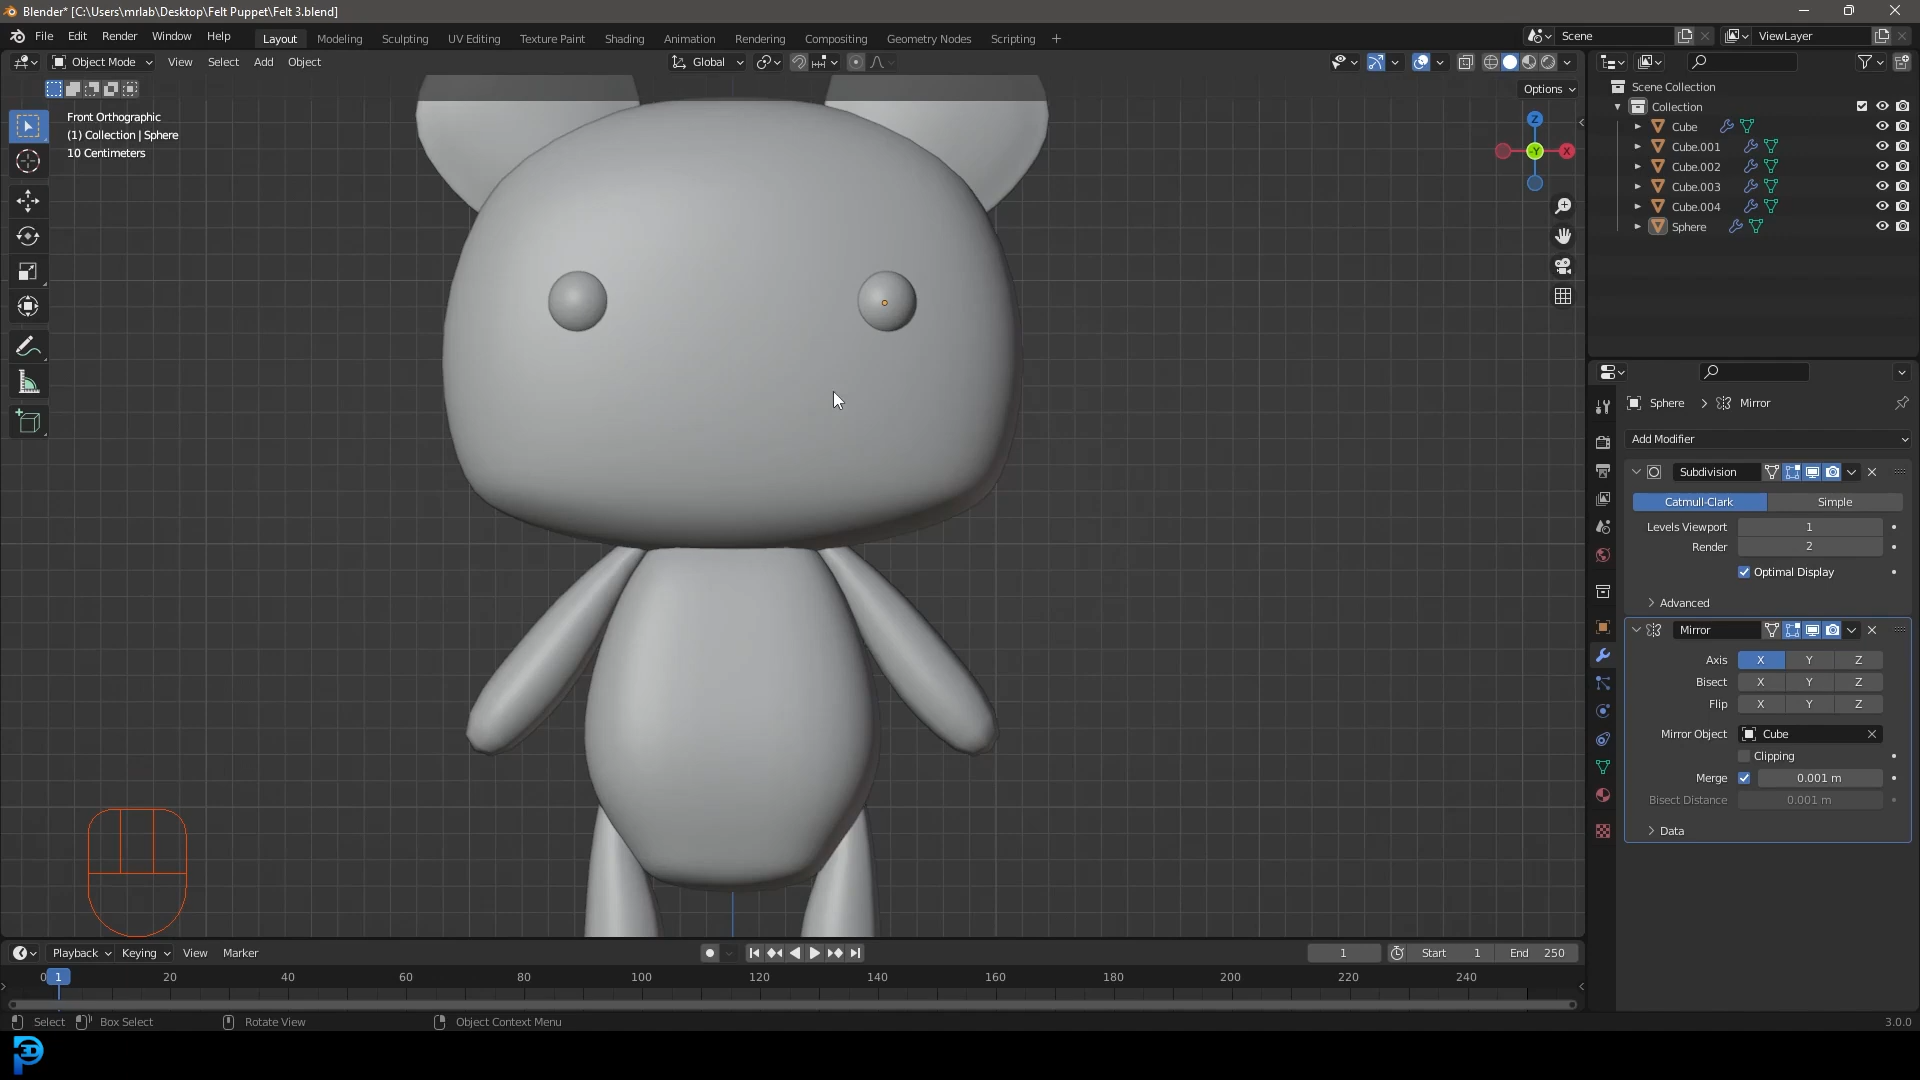 Blender* [C:\Users\mrlab\Desktop\Felt Puppet\Felt 3.blend]
File Edit Render Window Help Layout Modeling Sculpting UV Editing Texture Paint Shading Animation Rendering Compositing Geometry Nodes Scripting + Scene ViewLayer
Object Mode View Select Add Object Global
Options
Front Orthographic
(1) Collection | Sphere
10 Centimeters
Z
-Y
X
Scene Collection
Collection
Cube
Cube.001
Cube.002
Cube.003
Cube.004
Sphere
Sphere > Mirror
Add Modifier
Subdivision
Catmull-Clark Simple
Levels Viewport 1
Render 2
Optimal Display
Advanced
Mirror
Axis X Y Z
Bisect X Y Z
Flip X Y Z
Mirror Object Cube
Clipping
Merge 0.001 m
Bisect Distance 0.001 m
Data
Playback Keying View Marker 1 Start 1 End 250
0 1 20 40 60 80 100 120 140 160 180 200 220 240
Select Box Select Rotate View Object Context Menu 3.0.0
3D